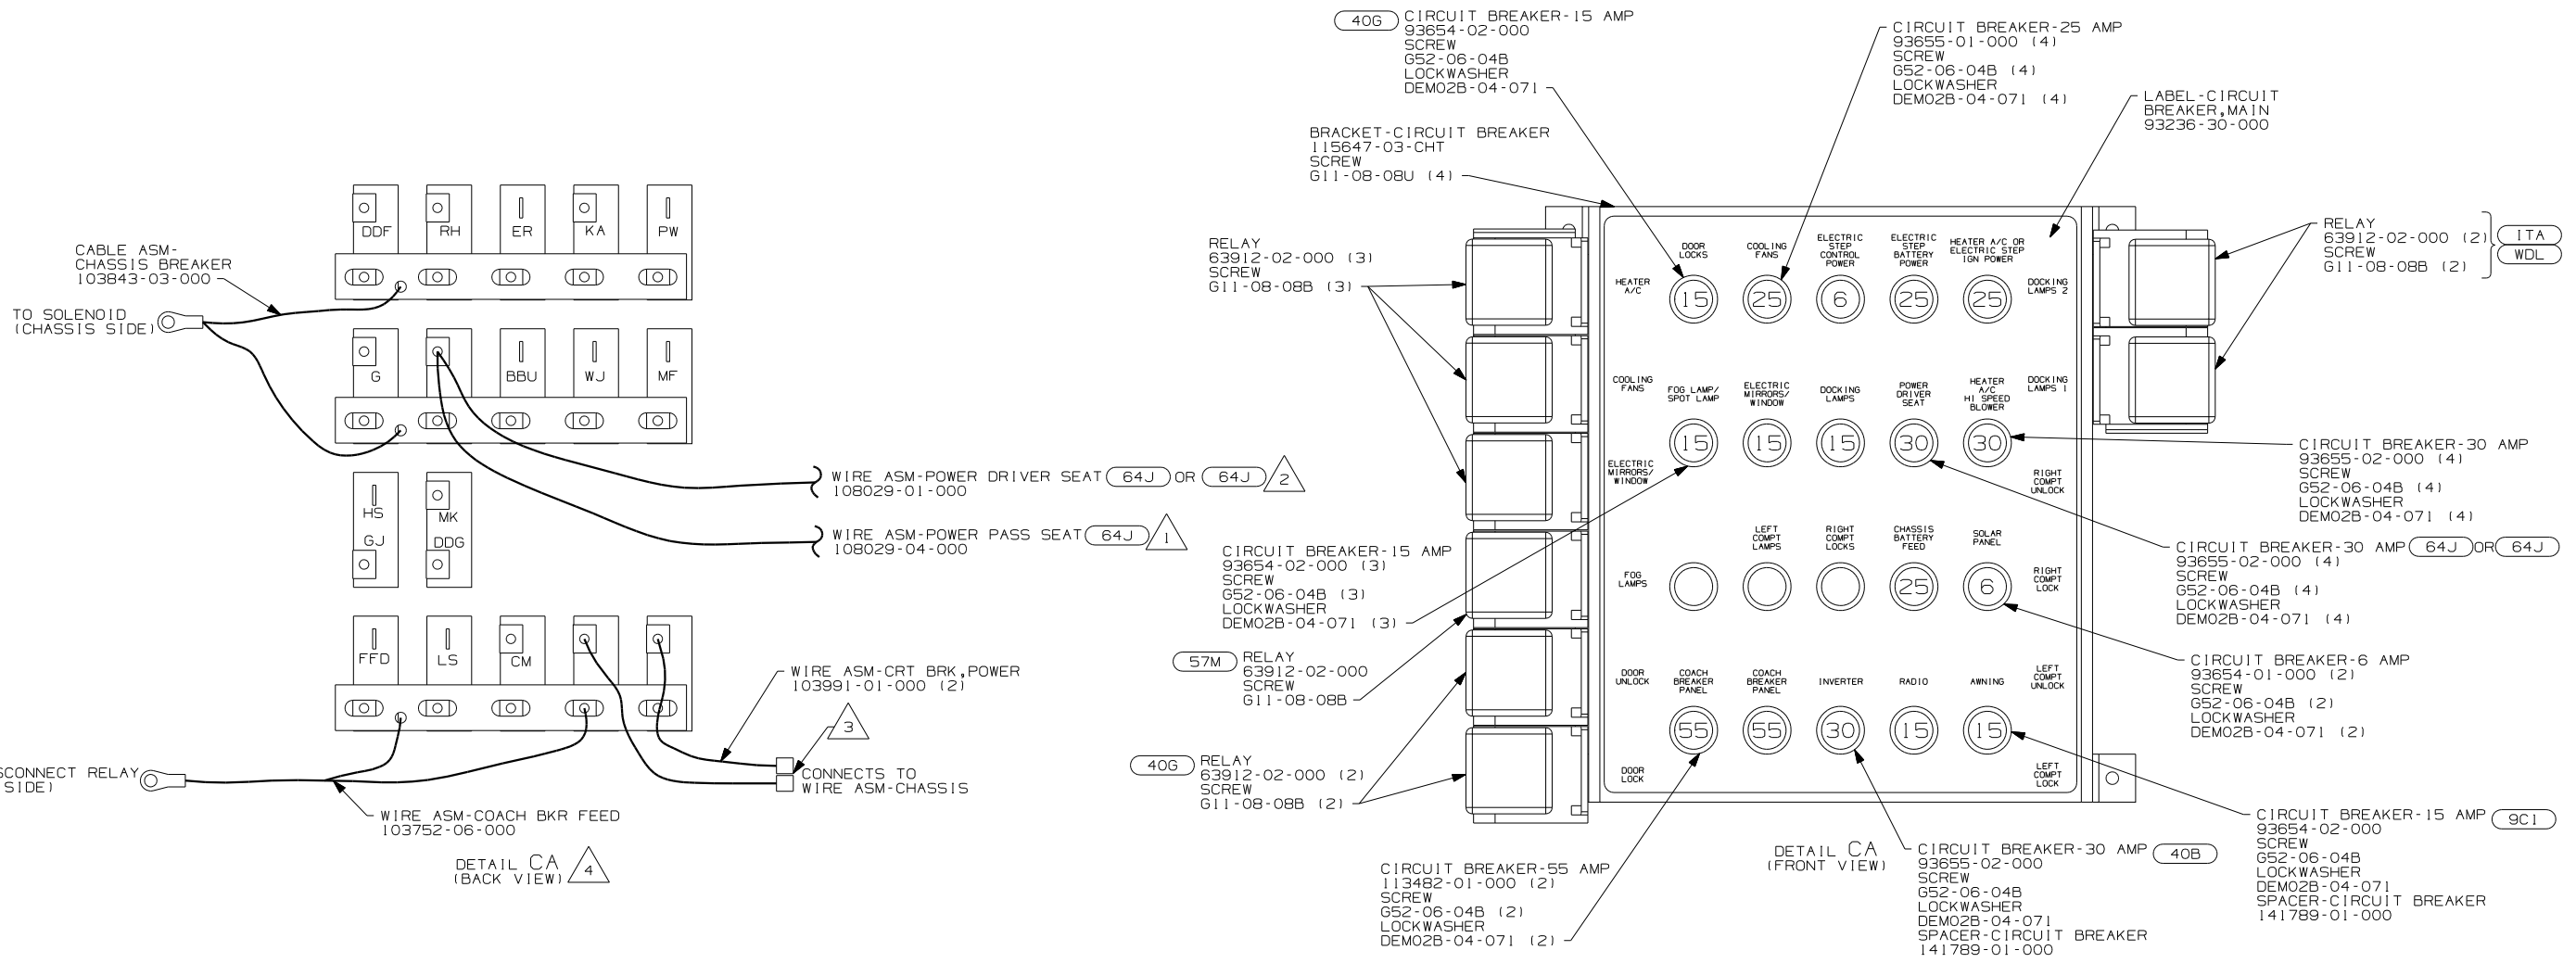 DDF
RH
ER
KA
PW
CABLE ASM-
CHASSIS BREAKER
103843-03-000
TO SOLENOID
(CHASSIS SIDE)
G
BBU
WJ
MF
WIRE ASM-POWER DRIVER SEAT 64J OR 64J 2
108029-01-000
WIRE ASM-POWER PASS SEAT 64J 1
108029-04-000
HS
MK
GJ
DDG
FFD
LS
CM
WIRE ASM-CRT BRK,POWER
103991-01-000 (2)
3
CONNECTS TO
WIRE ASM-CHASSIS
SCONNECT RELAY
SIDE)
WIRE ASM-COACH BKR FEED
103752-06-000
DETAIL CA
(BACK VIEW) 4
40G CIRCUIT BREAKER-15 AMP
93654-02-000
SCREW
G52-06-04B
LOCKWASHER
DEM02B-04-071
CIRCUIT BREAKER-25 AMP
93655-01-000 (4)
SCREW
G52-06-04B (4)
LOCKWASHER
DEM02B-04-071 (4)
LABEL-CIRCUIT
BREAKER,MAIN
93236-30-000
BRACKET-CIRCUIT BREAKER
115647-03-CHT
SCREW
G11-08-08U (4)
RELAY
63912-02-000 (3)
SCREW
G11-08-08B (3)
RELAY
63912-02-000 (2)
SCREW
G11-08-08B (2)
1TA
WDL
HEATER
A/C
DOOR
LOCKS
COOLING
FANS
ELECTRIC
STEP
CONTROL
POWER
ELECTRIC
STEP
BATTERY
POWER
HEATER A/C OR
ELECTRIC STEP
IGN POWER
DOCKING
LAMPS 2
15 25 6 25 25
COOLING
FANS
FOG LAMP/
SPOT LAMP
ELECTRIC
MIRRORS/
WINDOW
DOCKING
LAMPS
POWER
DRIVER
SEAT
HEATER
A/C
HI SPEED
BLOWER
DOCKING
LAMPS 1
15 15 15 30 30
ELECTRIC
MIRRORS/
WINDOW
RIGHT
COMPT
UNLOCK
LEFT
COMPT
LAMPS
RIGHT
COMPT
LOCKS
CHASSIS
BATTERY
FEED
SOLAR
PANEL
FOG
LAMPS
25 6
RIGHT
COMPT
LOCK
DOOR
UNLOCK
COACH
BREAKER
PANEL
COACH
BREAKER
PANEL
INVERTER
RADIO
AWNING
LEFT
COMPT
UNLOCK
55 55 30 15 15
DOOR
LOCK
LEFT
COMPT
LOCK
CIRCUIT BREAKER-30 AMP
93655-02-000 (4)
SCREW
G52-06-04B (4)
LOCKWASHER
DEM02B-04-071 (4)
CIRCUIT BREAKER-30 AMP 64J OR 64J
93655-02-000 (4)
SCREW
G52-06-04B (4)
LOCKWASHER
DEM02B-04-071 (4)
CIRCUIT BREAKER-15 AMP
93654-02-000 (3)
SCREW
G52-06-04B (3)
LOCKWASHER
DEM02B-04-071 (3)
57M RELAY
63912-02-000
SCREW
G11-08-08B
40G RELAY
63912-02-000 (2)
SCREW
G11-08-08B (2)
CIRCUIT BREAKER-6 AMP
93654-01-000 (2)
SCREW
G52-06-04B (2)
LOCKWASHER
DEM02B-04-071 (2)
CIRCUIT BREAKER-55 AMP
113482-01-000 (2)
SCREW
G52-06-04B (2)
LOCKWASHER
DEM02B-04-071 (2)
DETAIL CA
(FRONT VIEW)
CIRCUIT BREAKER-30 AMP 40B
93655-02-000
SCREW
G52-06-04B
LOCKWASHER
DEM02B-04-071
SPACER-CIRCUIT BREAKER
141789-01-000
CIRCUIT BREAKER-15 AMP 9C1
93654-02-000
SCREW
G52-06-04B
LOCKWASHER
DEM02B-04-071
SPACER-CIRCUIT BREAKER
141789-01-000